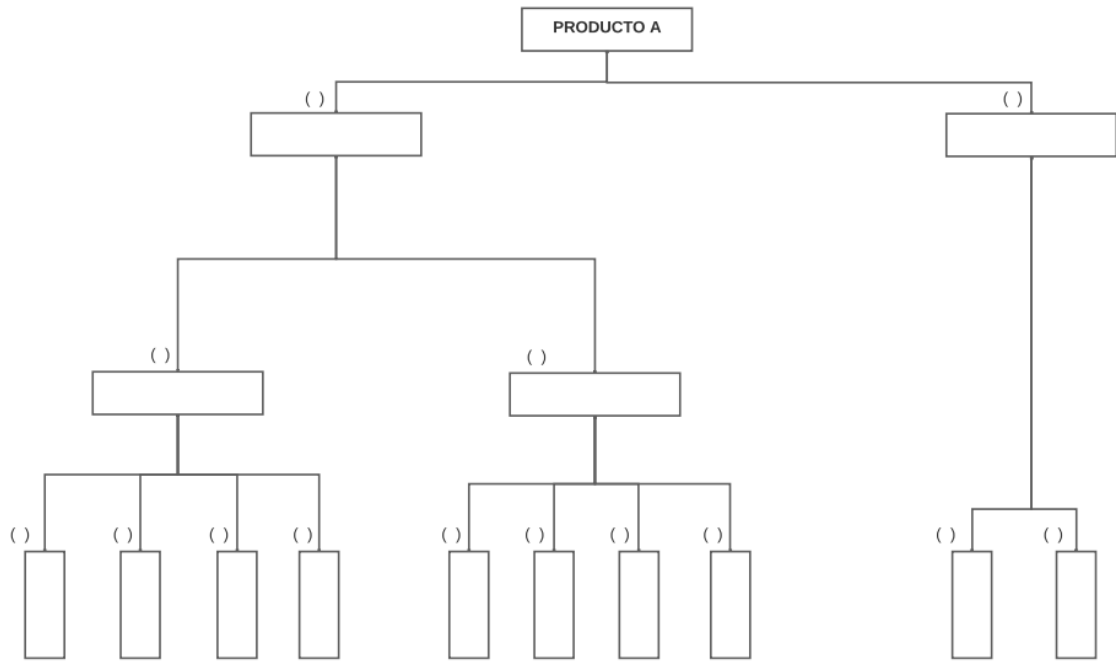 PRODUCTO A
( ) ( )
( ) ( )
( ) ( ) ( ) ( ) ( ) ( ) ( ) ( ) ( ) ( )